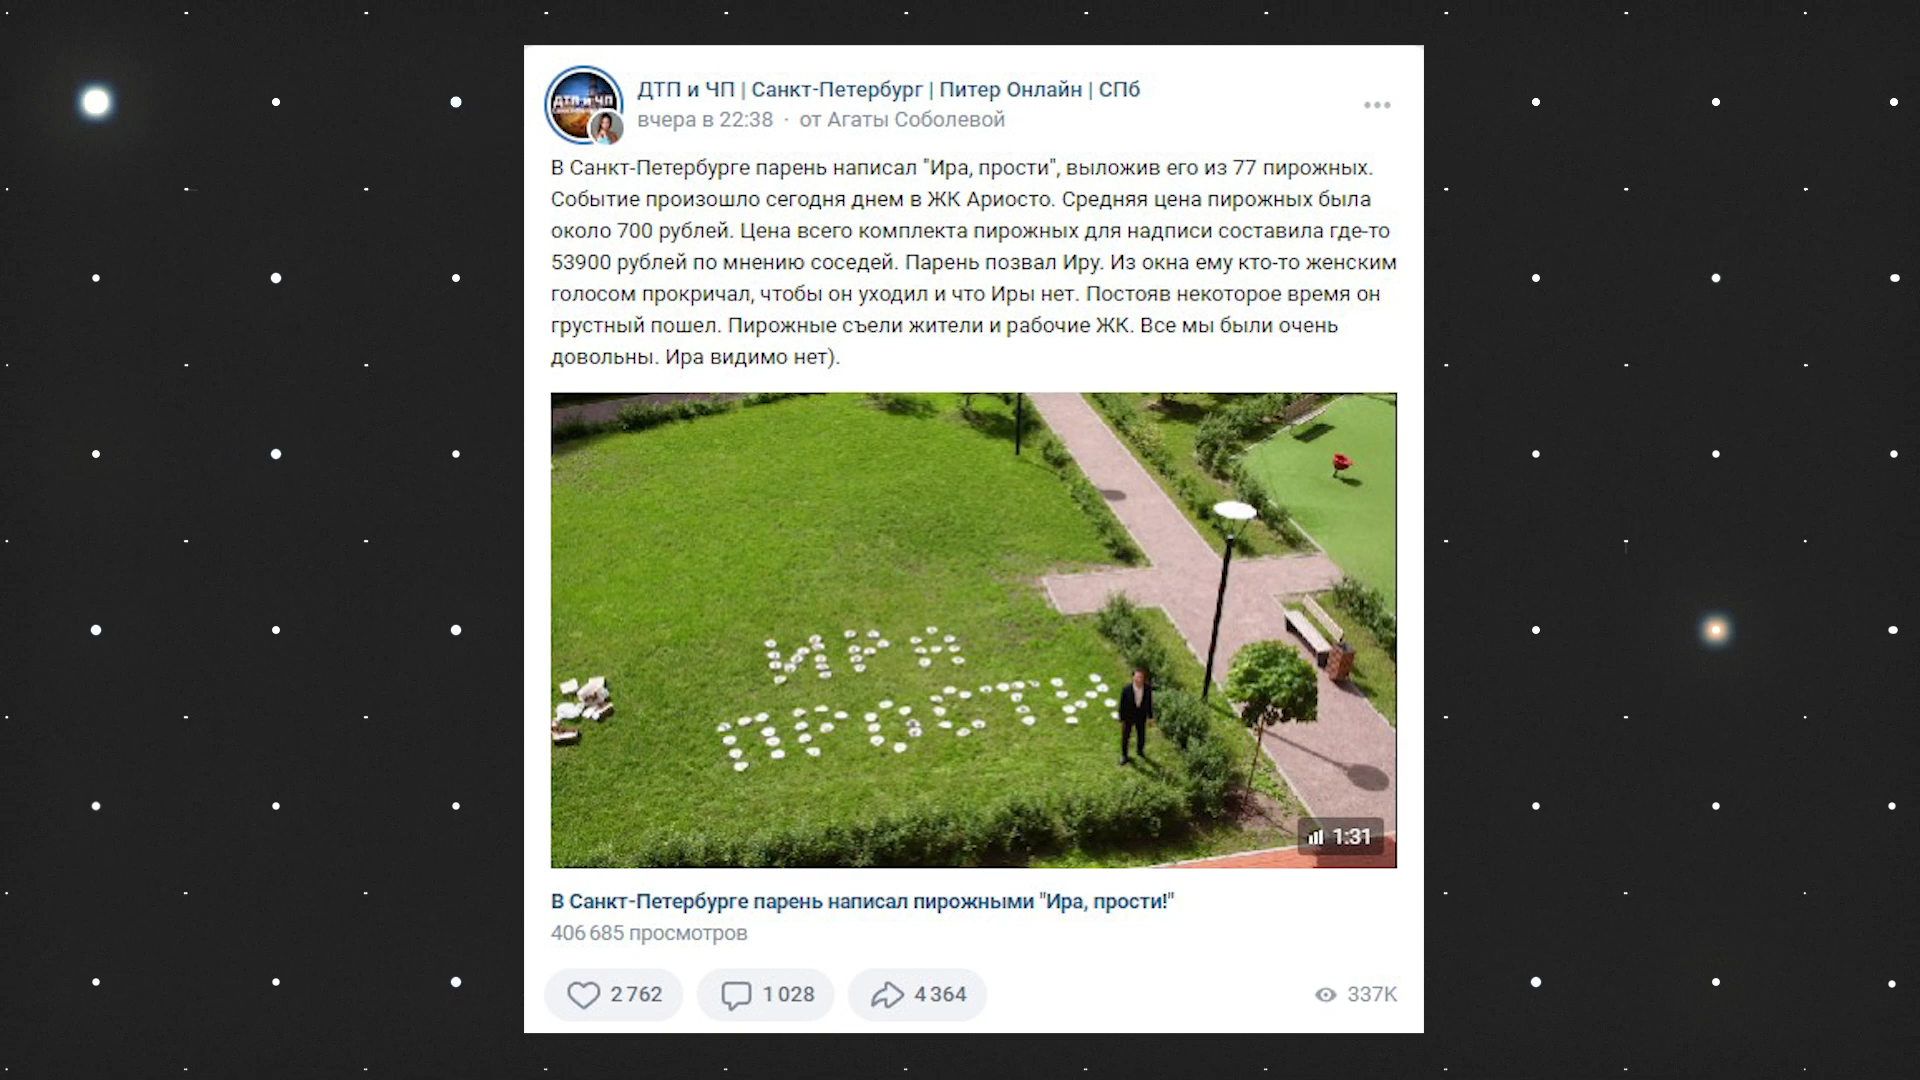 ДТП и ЧП | Санкт-Петербург | Питер Онлайн | СПб
вчера в 22:38 · от Агаты Соболевой
В Санкт-Петербурге парень написал "Ира, прости", выложив его из 77 пирожных.
Событие произошло сегодня днем в ЖК Ариосто. Средняя цена пирожных была
около 700 рублей. Цена всего комплекта пирожных для надписи составила где-то
53900 рублей по мнению соседей. Парень позвал Иру. Из окна ему кто-то женским
голосом прокричал, чтобы он уходил и что Иры нет. Постояв некоторое время он
грустный пошел. Пирожные съели жители и рабочие ЖК. Все мы были очень
довольны. Ира видимо нет).
ИРА
ПРОСТИ
1:31
В Санкт-Петербурге парень написал пирожными "Ира, прости!"
406 685 просмотров
2 762
1 028
4 364
337K